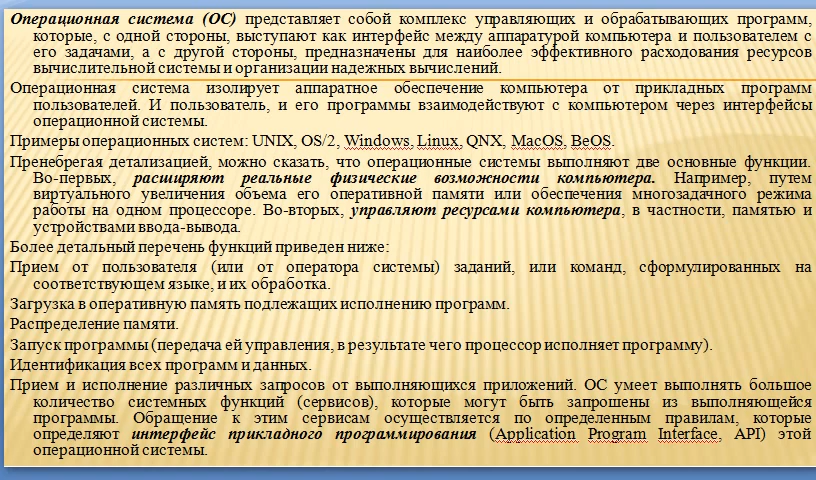 Операционная система (ОС) представляет собой комплекс управляющих и обрабатывающих программ,
которые, с одной стороны, выступают как интерфейс между аппаратурой компьютера и пользователем с
его задачами, а с другой стороны, предназначены для наиболее эффективного расходования ресурсов
вычислительной системы и организации надежных вычислений.
Операционная система изолирует аппаратное обеспечение компьютера от прикладных программ
пользователей. И пользователь, и его программы взаимодействуют с компьютером через интерфейсы
операционной системы.
Примеры операционных систем: UNIX, OS/2, Windows, Linux, QNX, MacOS, BeOS.
Пренебрегая детализацией, можно сказать, что операционные системы выполняют две основные функции.
Во-первых, расширяют реальные физические возможности компьютера. Например, путем
виртуального увеличения объема его оперативной памяти или обеспечения многозадачного режима
работы на одном процессоре. Во-вторых, управляют ресурсами компьютера, в частности, памятью и
устройствами ввода-вывода.
Более детальный перечень функций приведен ниже:
Прием от пользователя (или от оператора системы) заданий, или команд, сформулированных на
соответствующем языке, и их обработка.
Загрузка в оперативную память подлежащих исполнению программ.
Распределение памяти.
Запуск программы (передача ей управления, в результате чего процессор исполняет программу).
Идентификация всех программ и данных.
Прием и исполнение различных запросов от выполняющихся приложений. ОС умеет выполнять большое
количество системных функций (сервисов), которые могут быть запрошены из выполняющейся
программы. Обращение к этим сервисам осуществляется по определенным правилам, которые
определяют интерфейс прикладного программирования (Application Program Interface, API) этой
операционной системы.